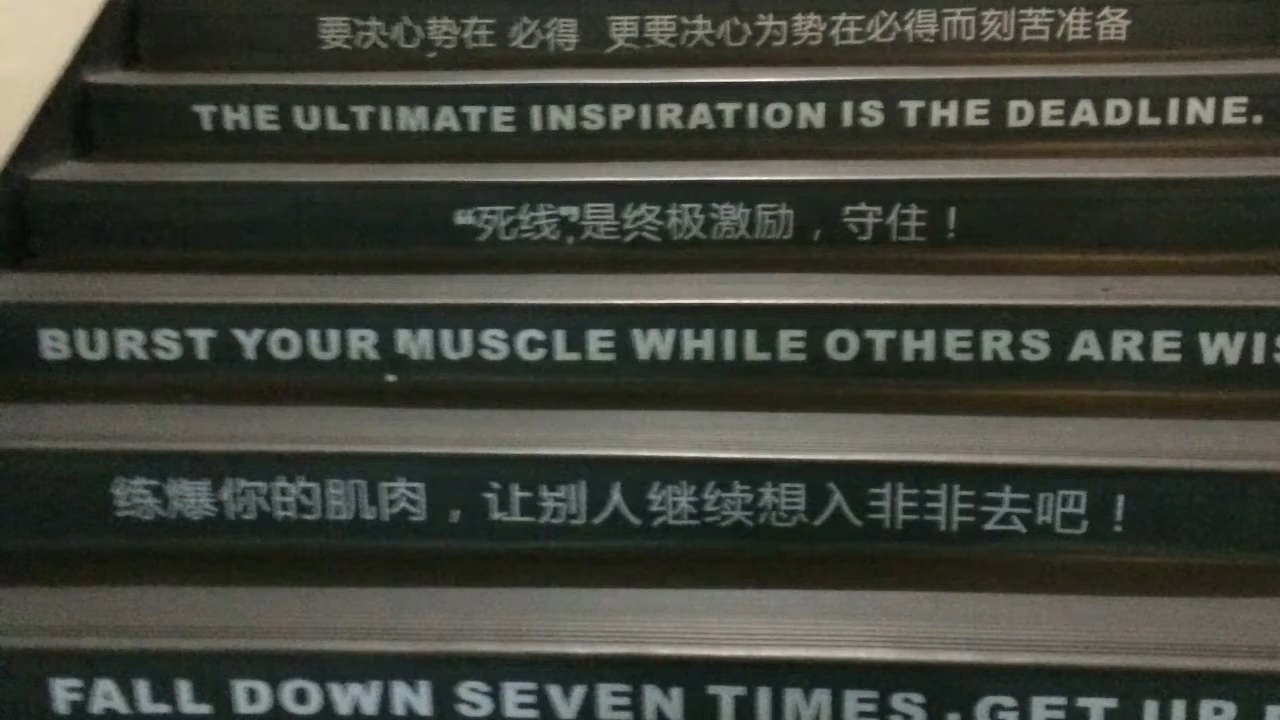 要决心势在 必得 更要决心为势在必得而刻苦准备
THE ULTIMATE INSPIRATION IS THE DEADLINE.
“死线”是终极激励，守住！
BURST YOUR MUSCLE WHILE OTHERS ARE
练爆你的肌肉，让别人继续想入非非去吧！
FALL DOWN SEVEN TIMES, GET UP